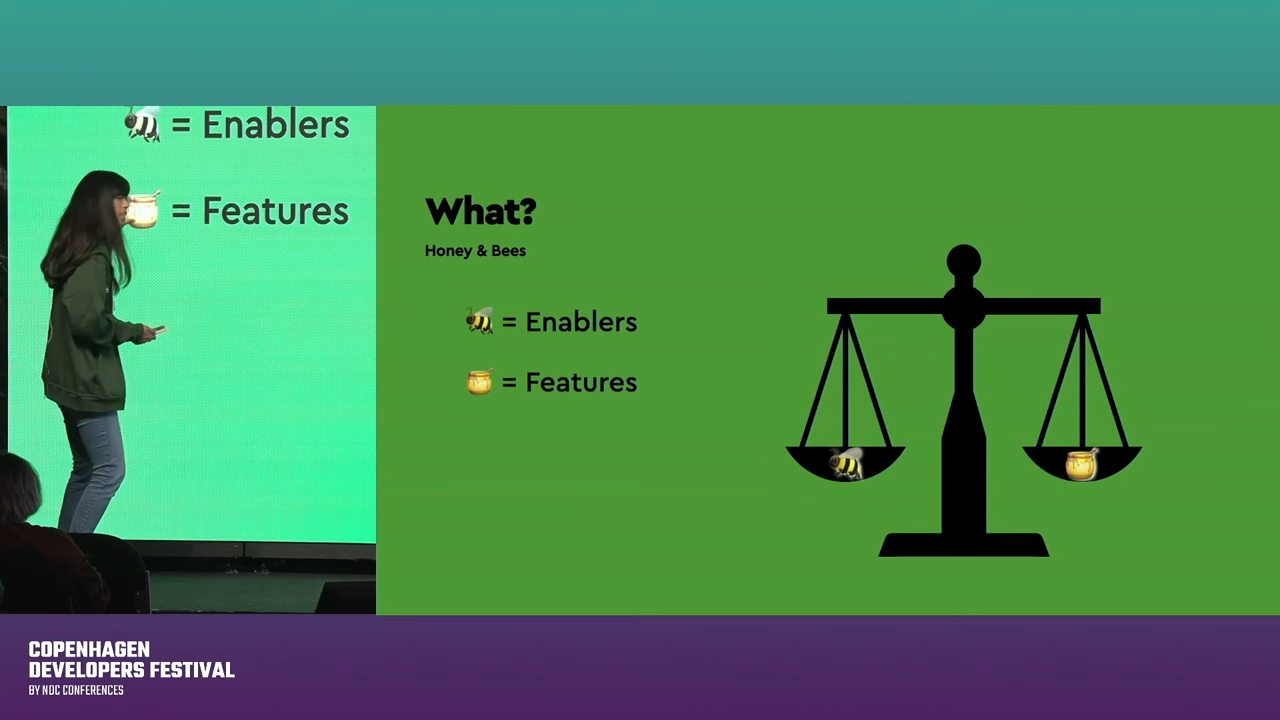 🐝 = Enablers
🍯 = Features
What?
Honey & Bees
🐝 = Enablers
🍯 = Features
COPENHAGEN
DEVELOPERS FESTIVAL
BY NDC CONFERENCES